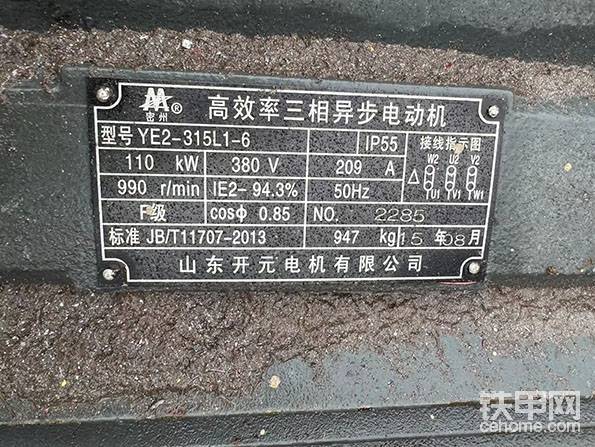 密州 ® 高效率三相异步电动机
型号 YE2-315L1-6 IP55 接线指示图
110 kW 380 V 209 A W2 U2 V2
990 r/min IE2-94.3% 50Hz △ U1 V1 W1
F级 cosΦ 0.85 NO. 2285
标准 JB/T11707-2013 947 kg 15 年 08 月
山东开元电机有限公司
铁甲网
cehome.com